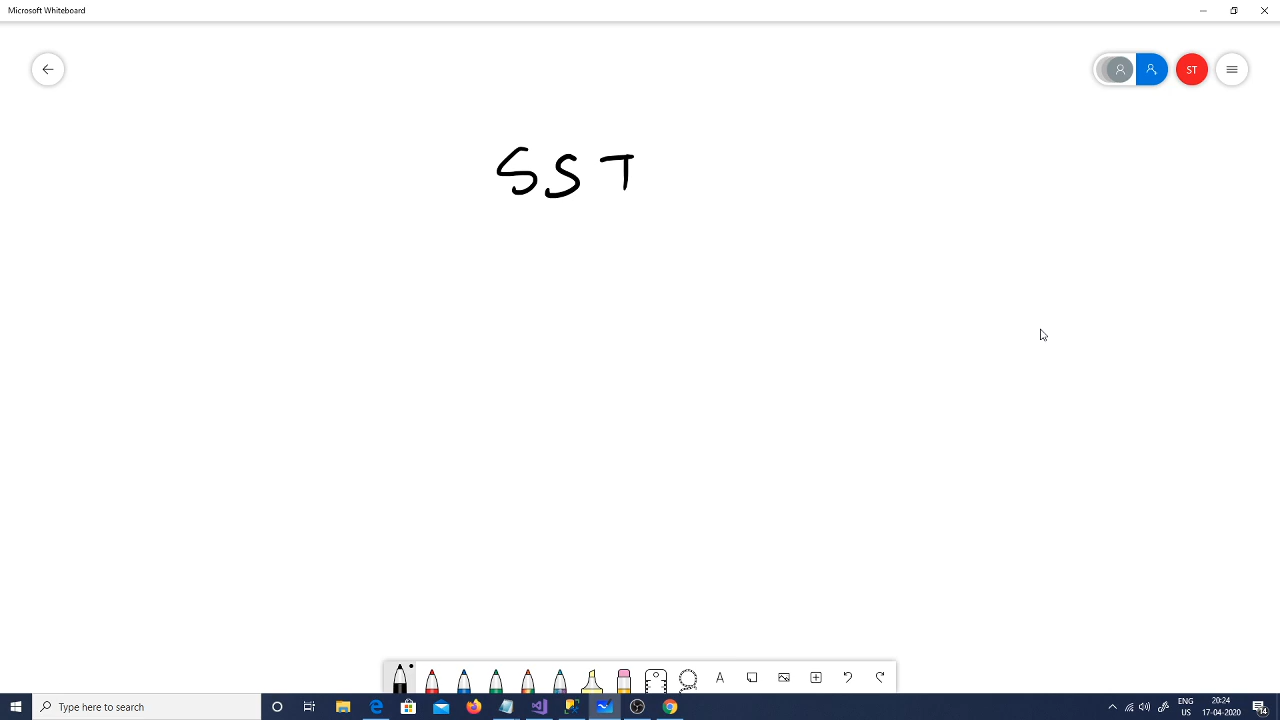 Microsoft Whiteboard
ST
SST
A
Type here to search
ENG
US
20:24
17-04-2020